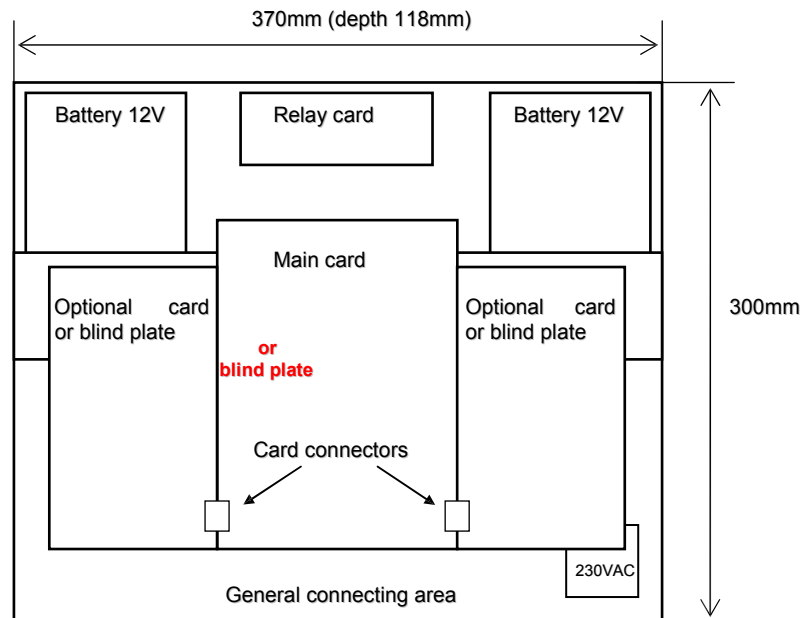 370mm (depth 118mm)
Battery 12V
Relay card
Battery 12V
Main card
Optional card
or blind plate
Optional card
or blind plate
300mm
or
blind plate
Card connectors
230VAC
General connecting area